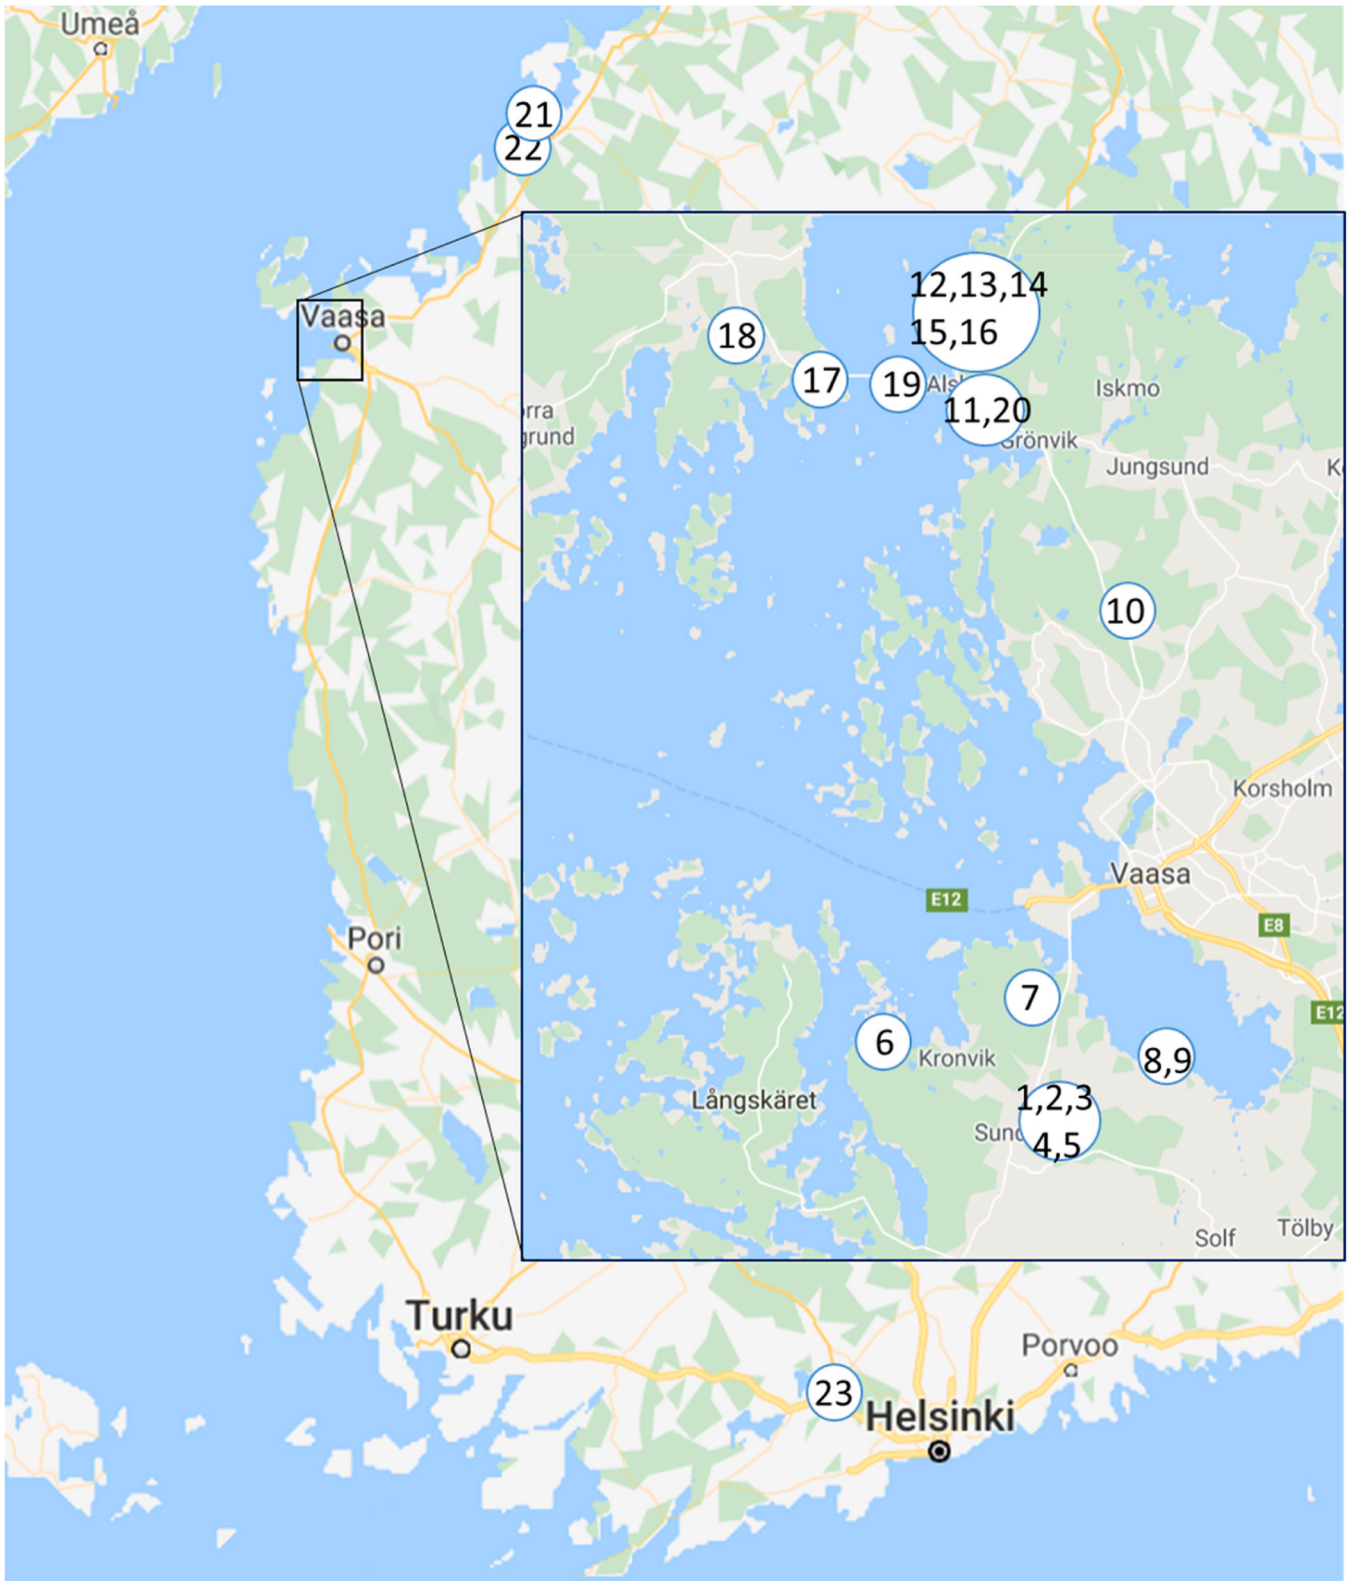 Umeå
21
22
Vaasa
12,13,14
15,16
18
17
19
11,20
Iskmo
Grönvik
Jungsund
10
Korsholm
Vaasa
E12
E8
E12
7
6
Kronvik
8,9
Långskäret
1,2,3
4,5
Solf
Tölby
Pori
Turku
Porvoo
23
Helsinki